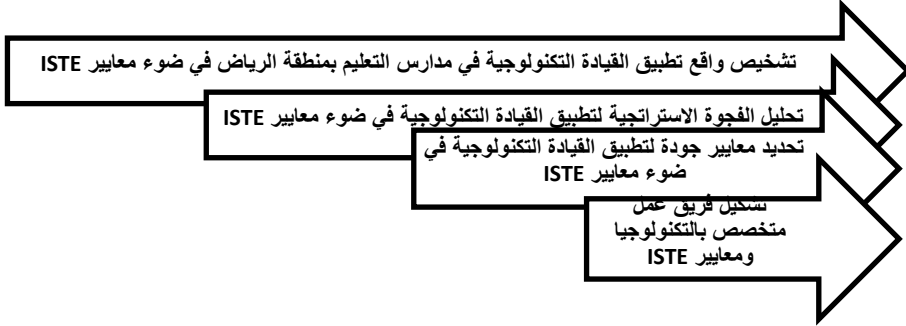 تشخيص واقع تطبيق القيادة التكنولوجية في مدارس التعليم بمنطقة الرياض في ضوء معايير ISTE
تحليل الفجوة الاستراتجية لتطبيق القيادة التكنولوجية في ضوء معايير ISTE
تحديد معايير جودة لتطبيق القيادة التكنولوجية في
ضوء معايير ISTE
تشكيل فريق عمل
متخصص بالتكنولوجيا
ومعايير ISTE